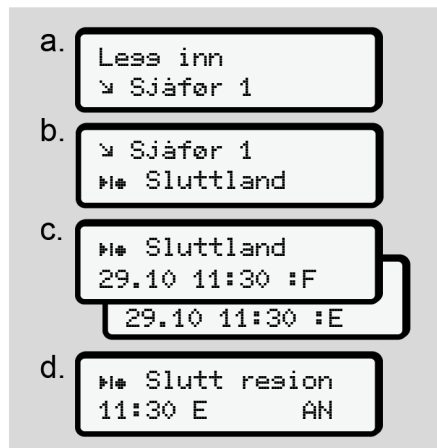 a.
Legg inn
↘ Sjåfør 1
b.
↘ Sjåfør 1
Sluttland
c.
Sluttland
29.10 11:30 :F
29.10 11:30 :E
d.
Slutt region
11:30 E AN